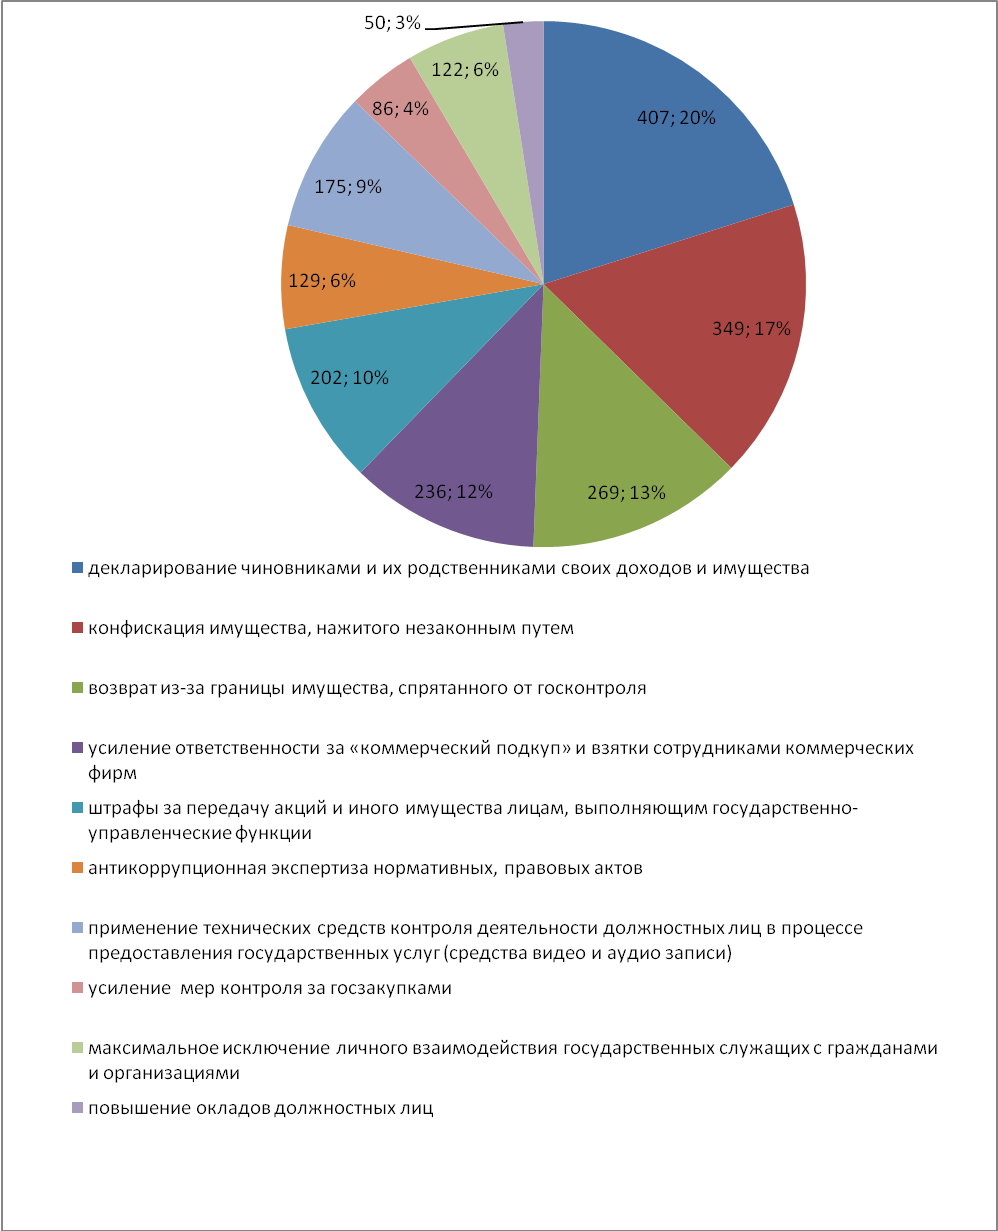 50; 3%
122; 6%
407; 20%
86; 4%
175; 9%
129; 6%
349; 17%
202; 10%
236; 12%
269; 13%
декларирование чиновниками и их родственниками своих доходов и имущества
конфискация имущества, нажитого незаконным путем
возврат из-за границы имущества, спрятанного от госконтроля
усиление ответственности за «коммерческий подкуп» и взятки сотрудниками коммерческих
фирм
штрафы за передачу акций и иного имущества лицам, выполняющим государственно-
управленческие функции
антикоррупционная экспертиза нормативных, правовых актов
применение технических средств контроля деятельности должностных лиц в процессе
предоставления государственных услуг (средства видео и аудио записи)
усиление  мер контроля за госзакупками
максимальное исключение личного взаимодействия государственных служащих с гражданами
и организациями
повышение окладов должностных лиц